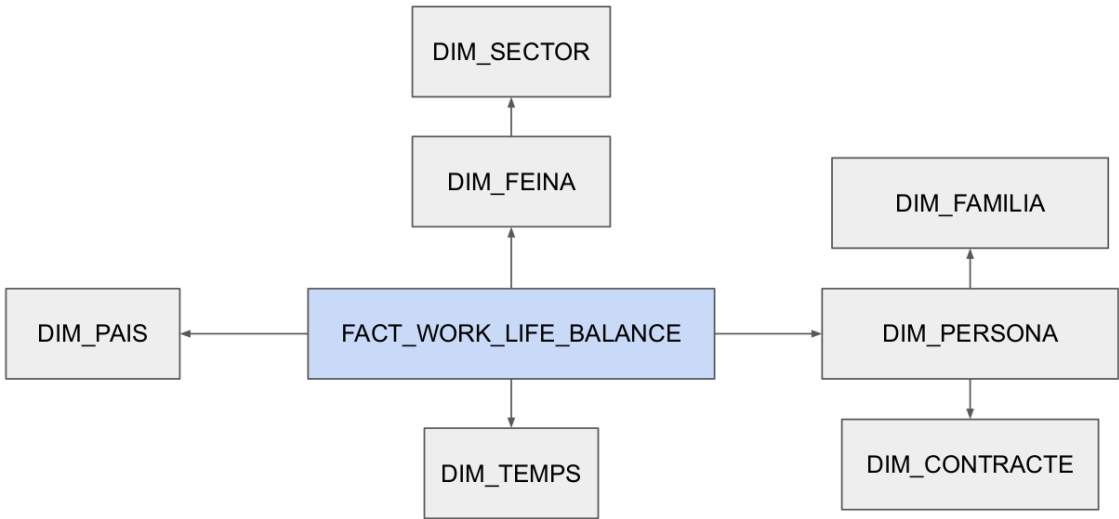 DIM_SECTOR
DIM_FEINA
DIM_FAMILIA
DIM_PAIS
FACT_WORK_LIFE_BALANCE
DIM_PERSONA
DIM_TEMPS
DIM_CONTRACTE